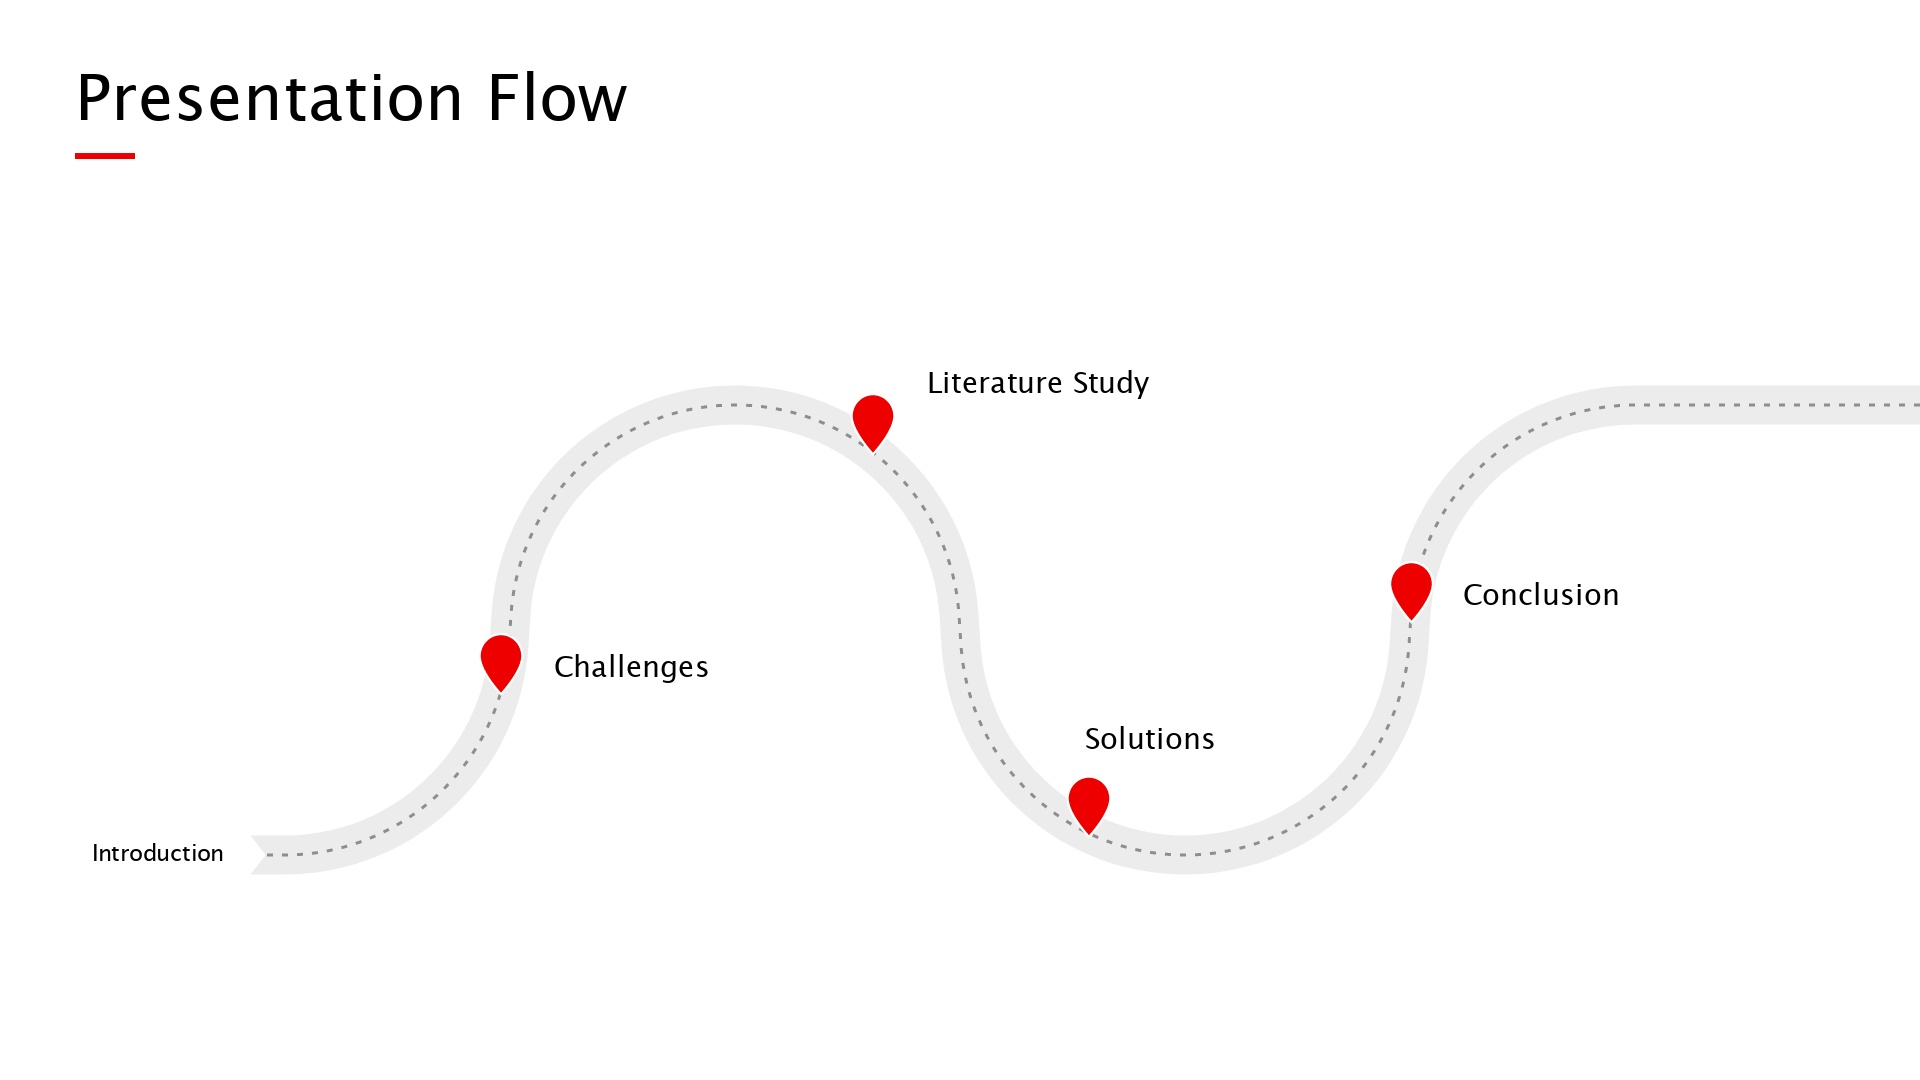 Presentation Flow
Literature Study
Conclusion
Challenges
Solutions
Introduction